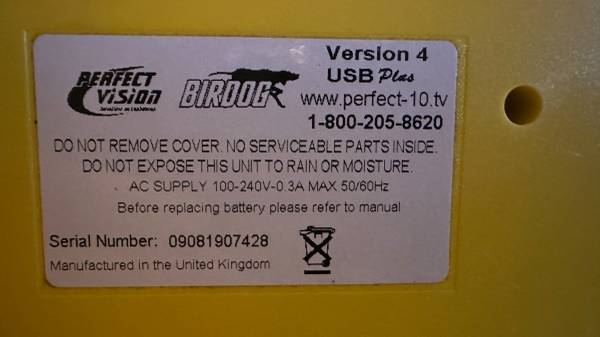 PERFECT
ViSiON
BIRDOG
Version 4
USB Plus
www.perfect-10.tv
1-800-205-8620
DO NOT REMOVE COVER. NO SERVICEABLE PARTS INSIDE.
DO NOT EXPOSE THIS UNIT TO RAIN OR MOISTURE.
AC SUPPLY 100-240V-0.3A MAX 50/60Hz
Before replacing battery please refer to manual
Serial Number: 09081907428
Manufactured in the United Kingdom